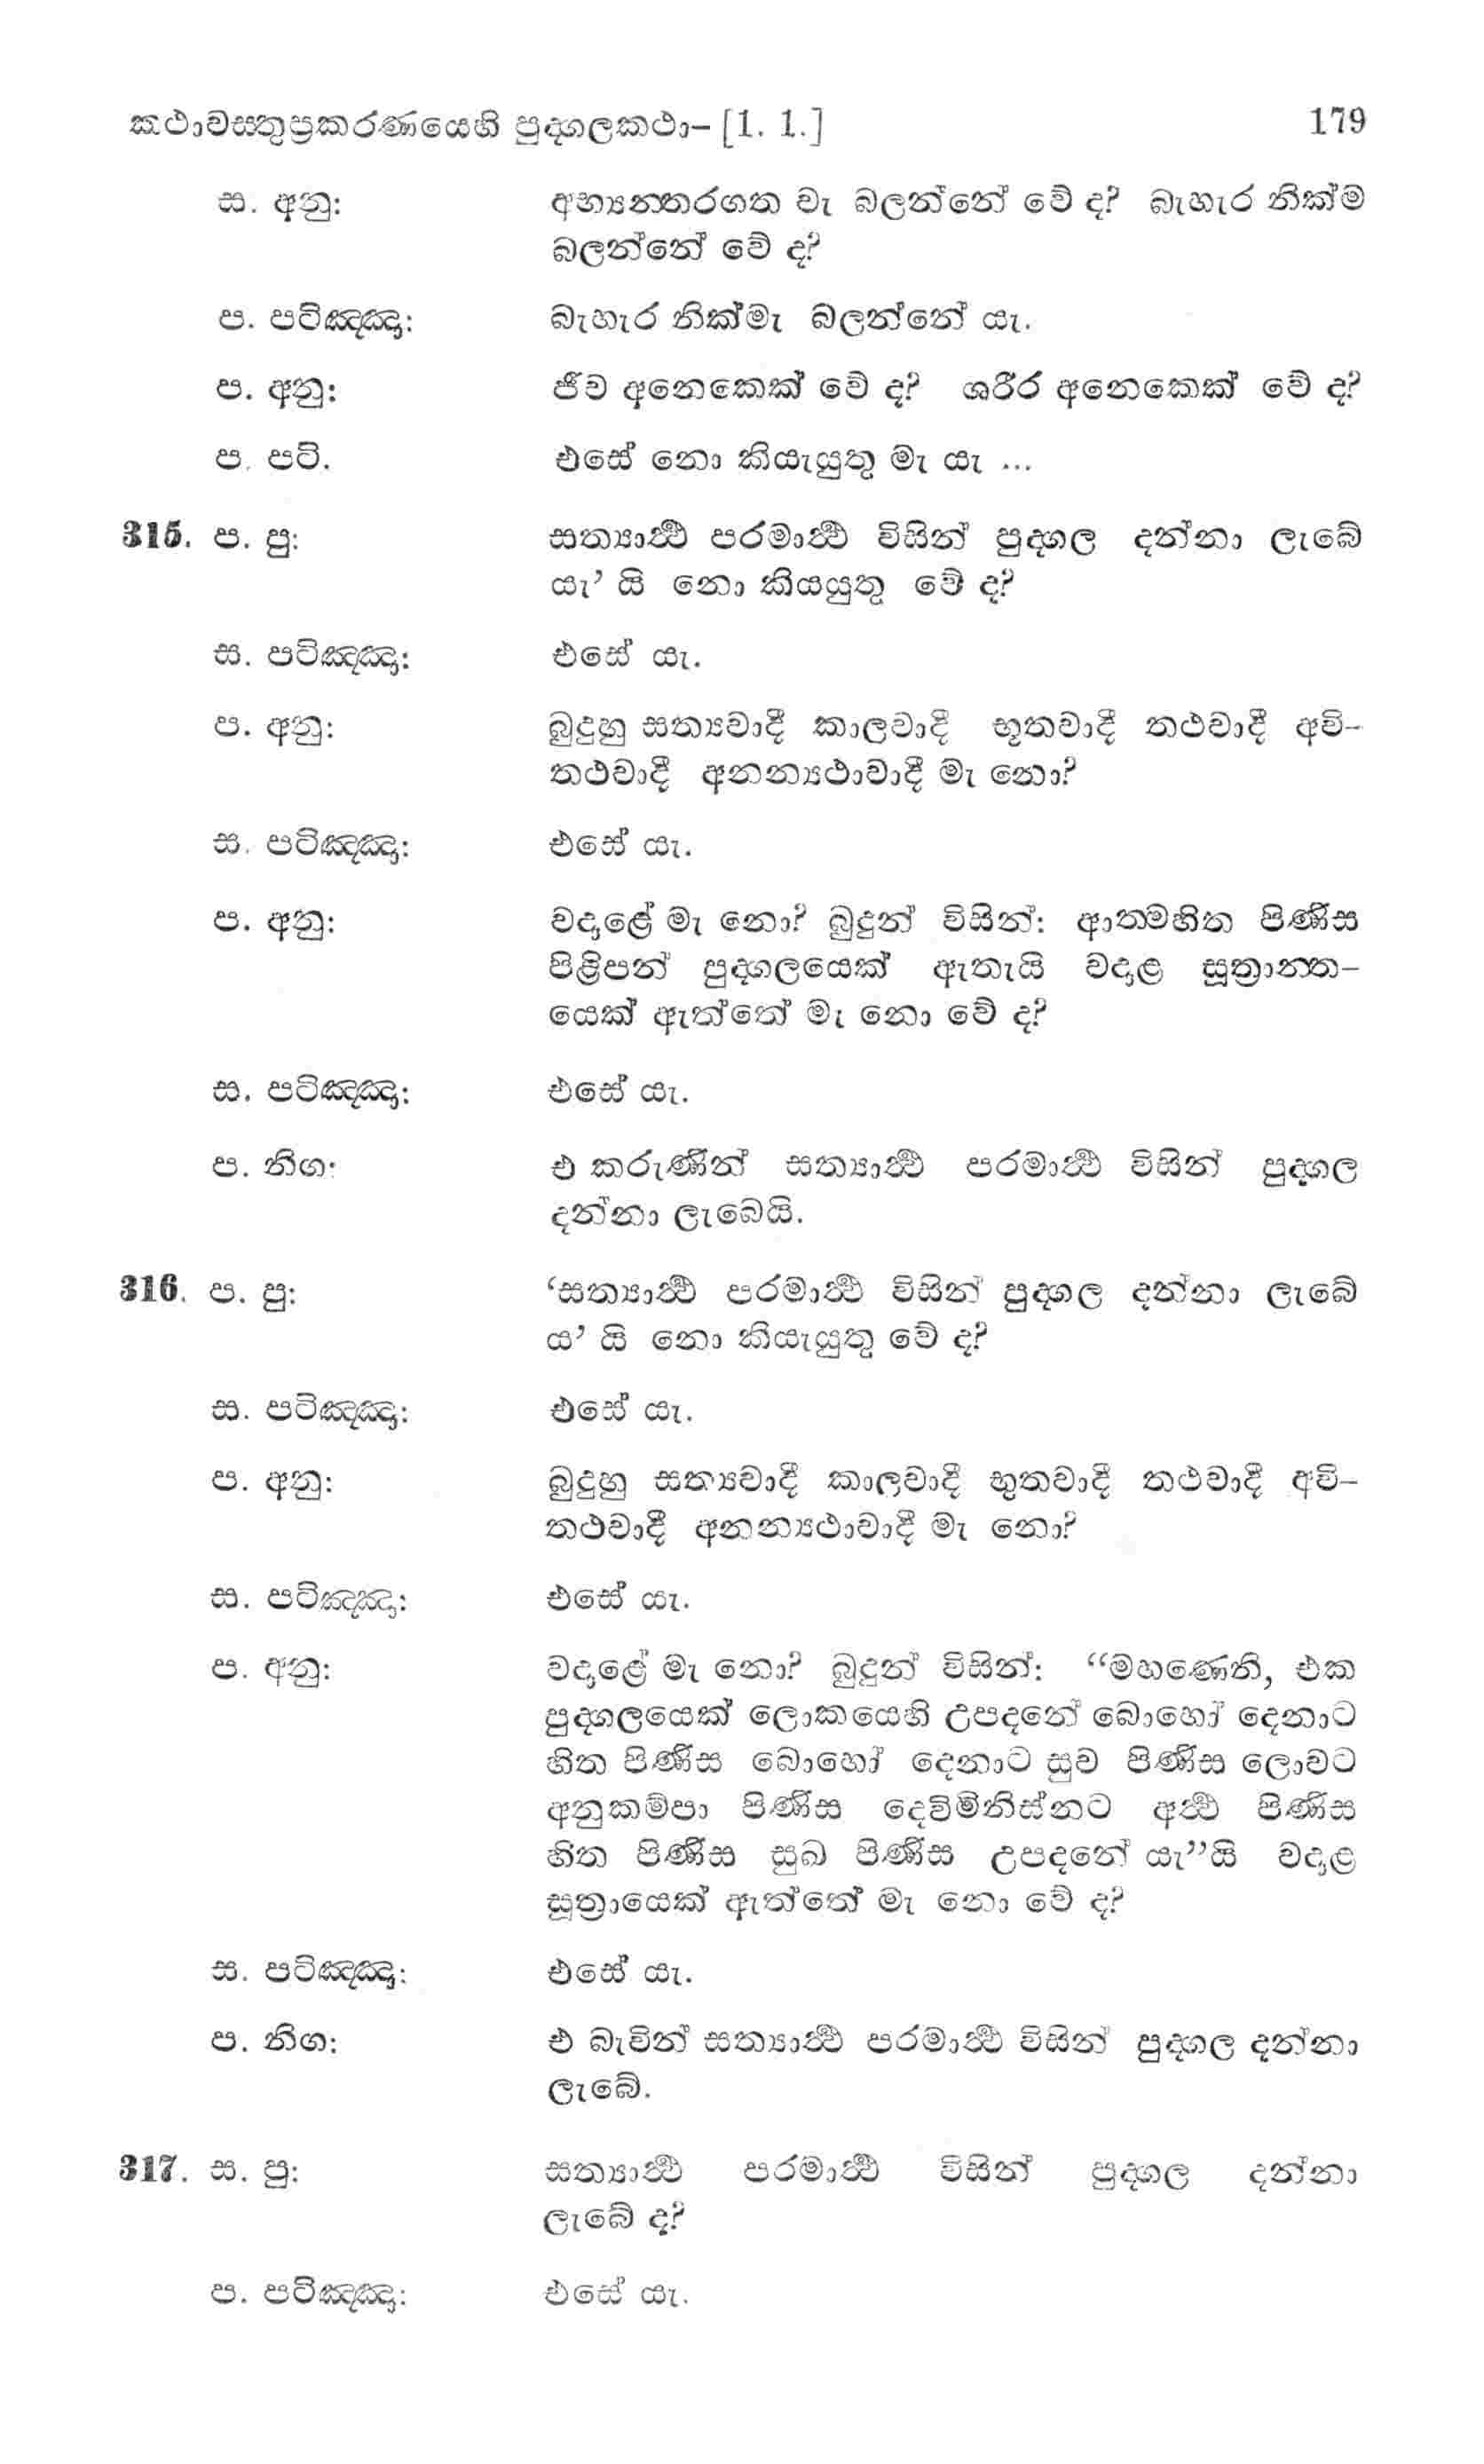 කථාවස්තුප්‍රකරණයෙහි පුද්ගලකථා– [1. 1.] 179
ස. අනු: අභ්‍යන්තරගත වැ බලන්නේ වේ ද? බැහැර නික්ම
බලන්නේ වේ ද?
ප. පටිඤ්ඤා: බැහැර නික්මැ බලන්නේ යැ.
ප. අනු: ජීව අනෙකෙක් වේ ද? ශරීර අනෙකෙක් වේ ද?
ප. පටි. එසේ නො කියැයුතු මැ යැ ...
315. ප. පු: සත්‍යාර්ථ පරමාර්ථ විසින් පුද්ගල දන්නා ලැබේ
යැ’ යි නො කියයුතු වේ ද?
ස. පටිඤ්ඤා: එසේ යැ.
ප. අනු: බුදුහු සත්‍යවාදී කාලවාදී භූතවාදී තථවාදී අවි–
තථවාදී අනන්‍යථාවාදී මැ නො?
ස. පටිඤ්ඤා: එසේ යැ.
ප. අනු: වදාළේ මැ නො? බුදුන් විසින්: ආත්මහිත පිණිස
පිළිපන් පුද්ගලයෙක් ඇතැයි වදාළ සූත්‍රාන්ත–
යෙක් ඇත්තේ මැ නො වේ ද?
ස. පටිඤ්ඤා: එසේ යැ.
ප. නිග: එ කරුණින් සත්‍යාර්ථ පරමාර්ථ විසින් පුද්ගල
දන්නා ලැබෙයි.
316. ප. පු: ‘සත්‍යාර්ථ පරමාර්ථ විසින් පුද්ගල දන්නා ලැබේ
ය’ යි නො කියැයුතු වේ ද?
ස. පටිඤ්ඤා: එසේ යැ.
ප. අනු: බුදුහු සත්‍යවාදී කාලවාදී භුතවාදී තථවාදී අවි–
තථවාදී අනන්‍යථාවාදී මැ නො?
ස. පටිඤ්ඤා: එසේ යැ.
ප. අනු: වදාළේ මැ නො? බුදුන් විසින්: “මහණෙනි, එක
පුද්ගලයෙක් ලොකයෙහි උපදනේ බොහෝ දෙනාට
හිත පිණිස බොහෝ දෙනාට සුව පිණිස ලොවට
අනුකම්පා පිණිස දෙවිමිනිස්නට අර්ථ පිණිස
හිත පිණිස සුඛ පිණිස උපදනේ යැ”යි වදාළ
සූත්‍රායෙක් ඇත්තේ මැ නො වේ ද?
ස. පටිඤ්ඤා: එසේ යැ.
ප. නිග: එ බැවින් සත්‍යාර්ථ පරමාර්ථ විසින් පුද්ගල දන්නා
ලැබේ.
317. ස. පු: සත්‍යාර්ථ පරමාර්ථ විසින් පුද්ගල දන්නා
ලැබේ ද?
ප. පටිඤ්ඤා: එසේ යැ.